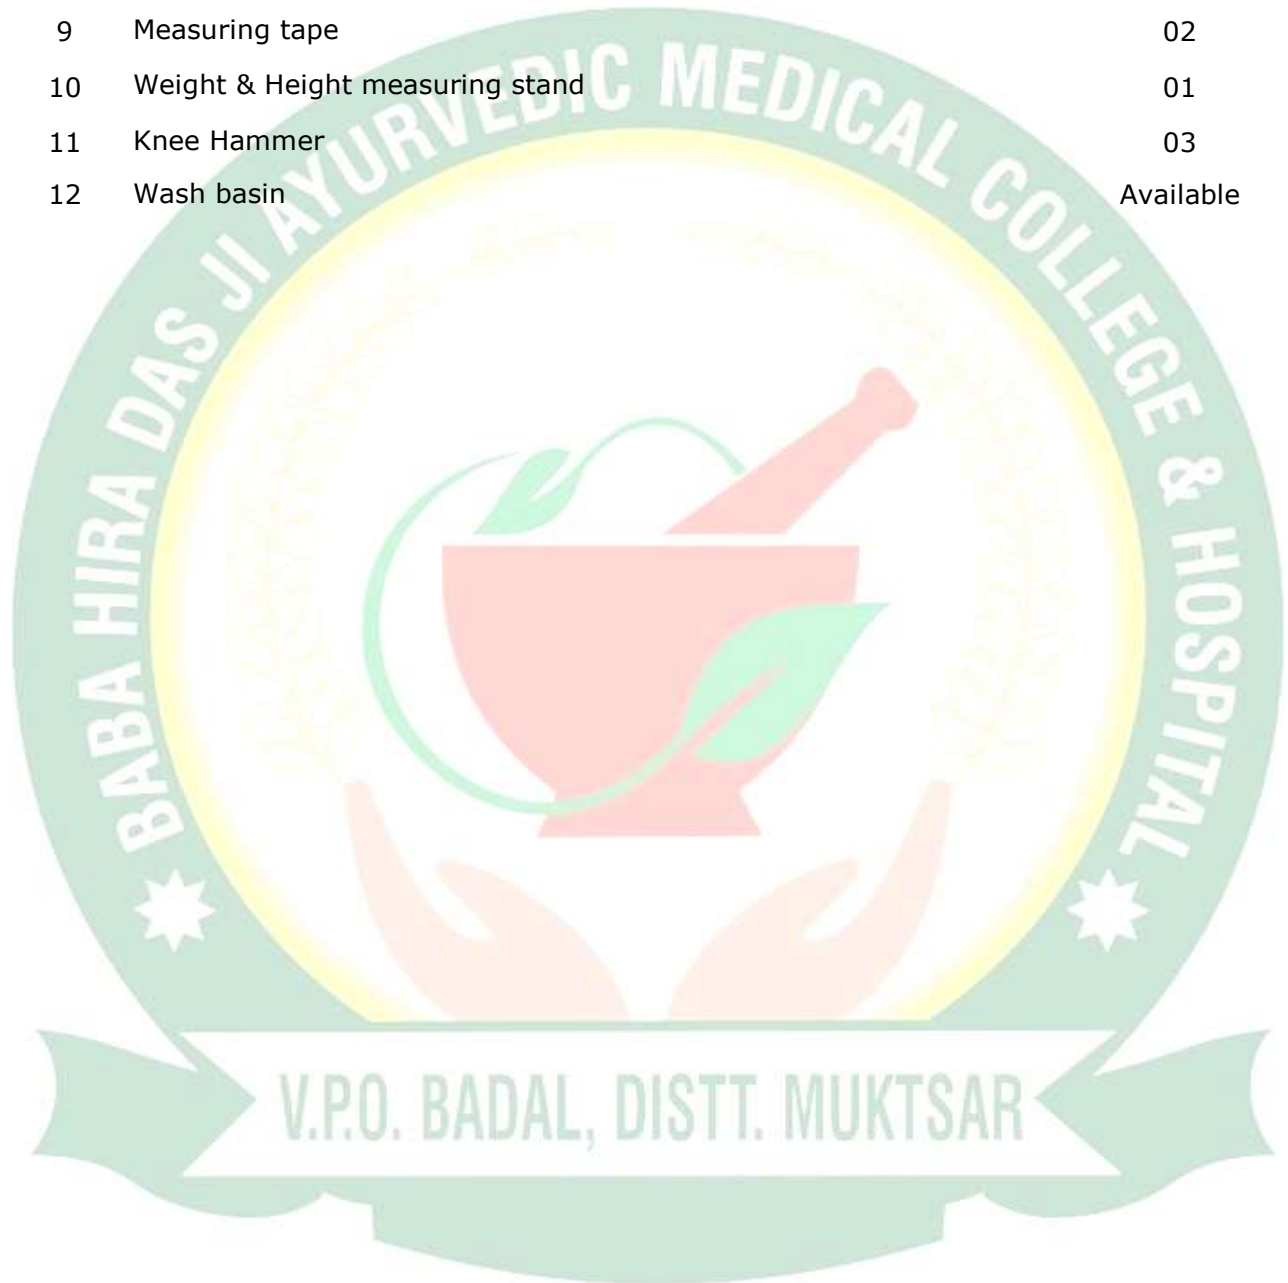 9 Measuring tape 02
10 Weight & Height measuring stand 01
11 Knee Hammer 03
12 Wash basin Available
BABA HIRA DAS JI AYURVEDIC MEDICAL COLLEGE & HOSPITAL
V.P.O. BADAL, DISTT. MUKTSAR